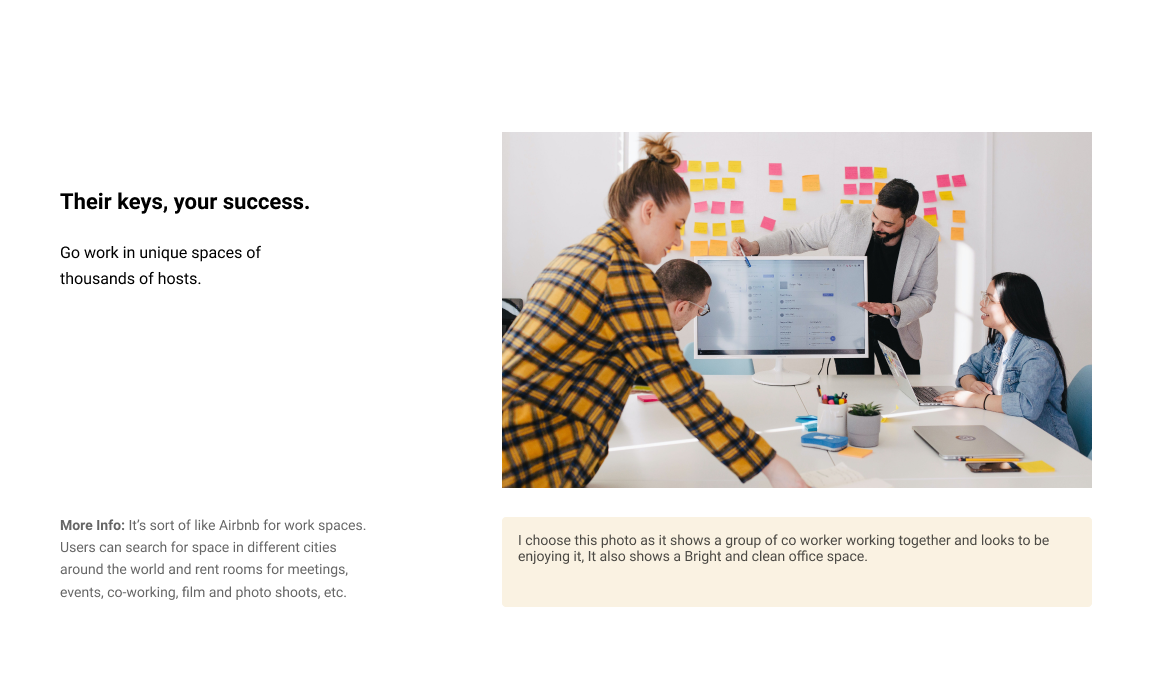 Their keys, your success.
Go work in unique spaces of
thousands of hosts.
More Info: It's sort of like Airbnb for work spaces.
Users can search for space in different cities
around the world and rent rooms for meetings,
events, co-working, film and photo shoots, etc.
I choose this photo as it shows a group of co worker working together and looks to be
enjoying it, It also shows a Bright and clean office space.